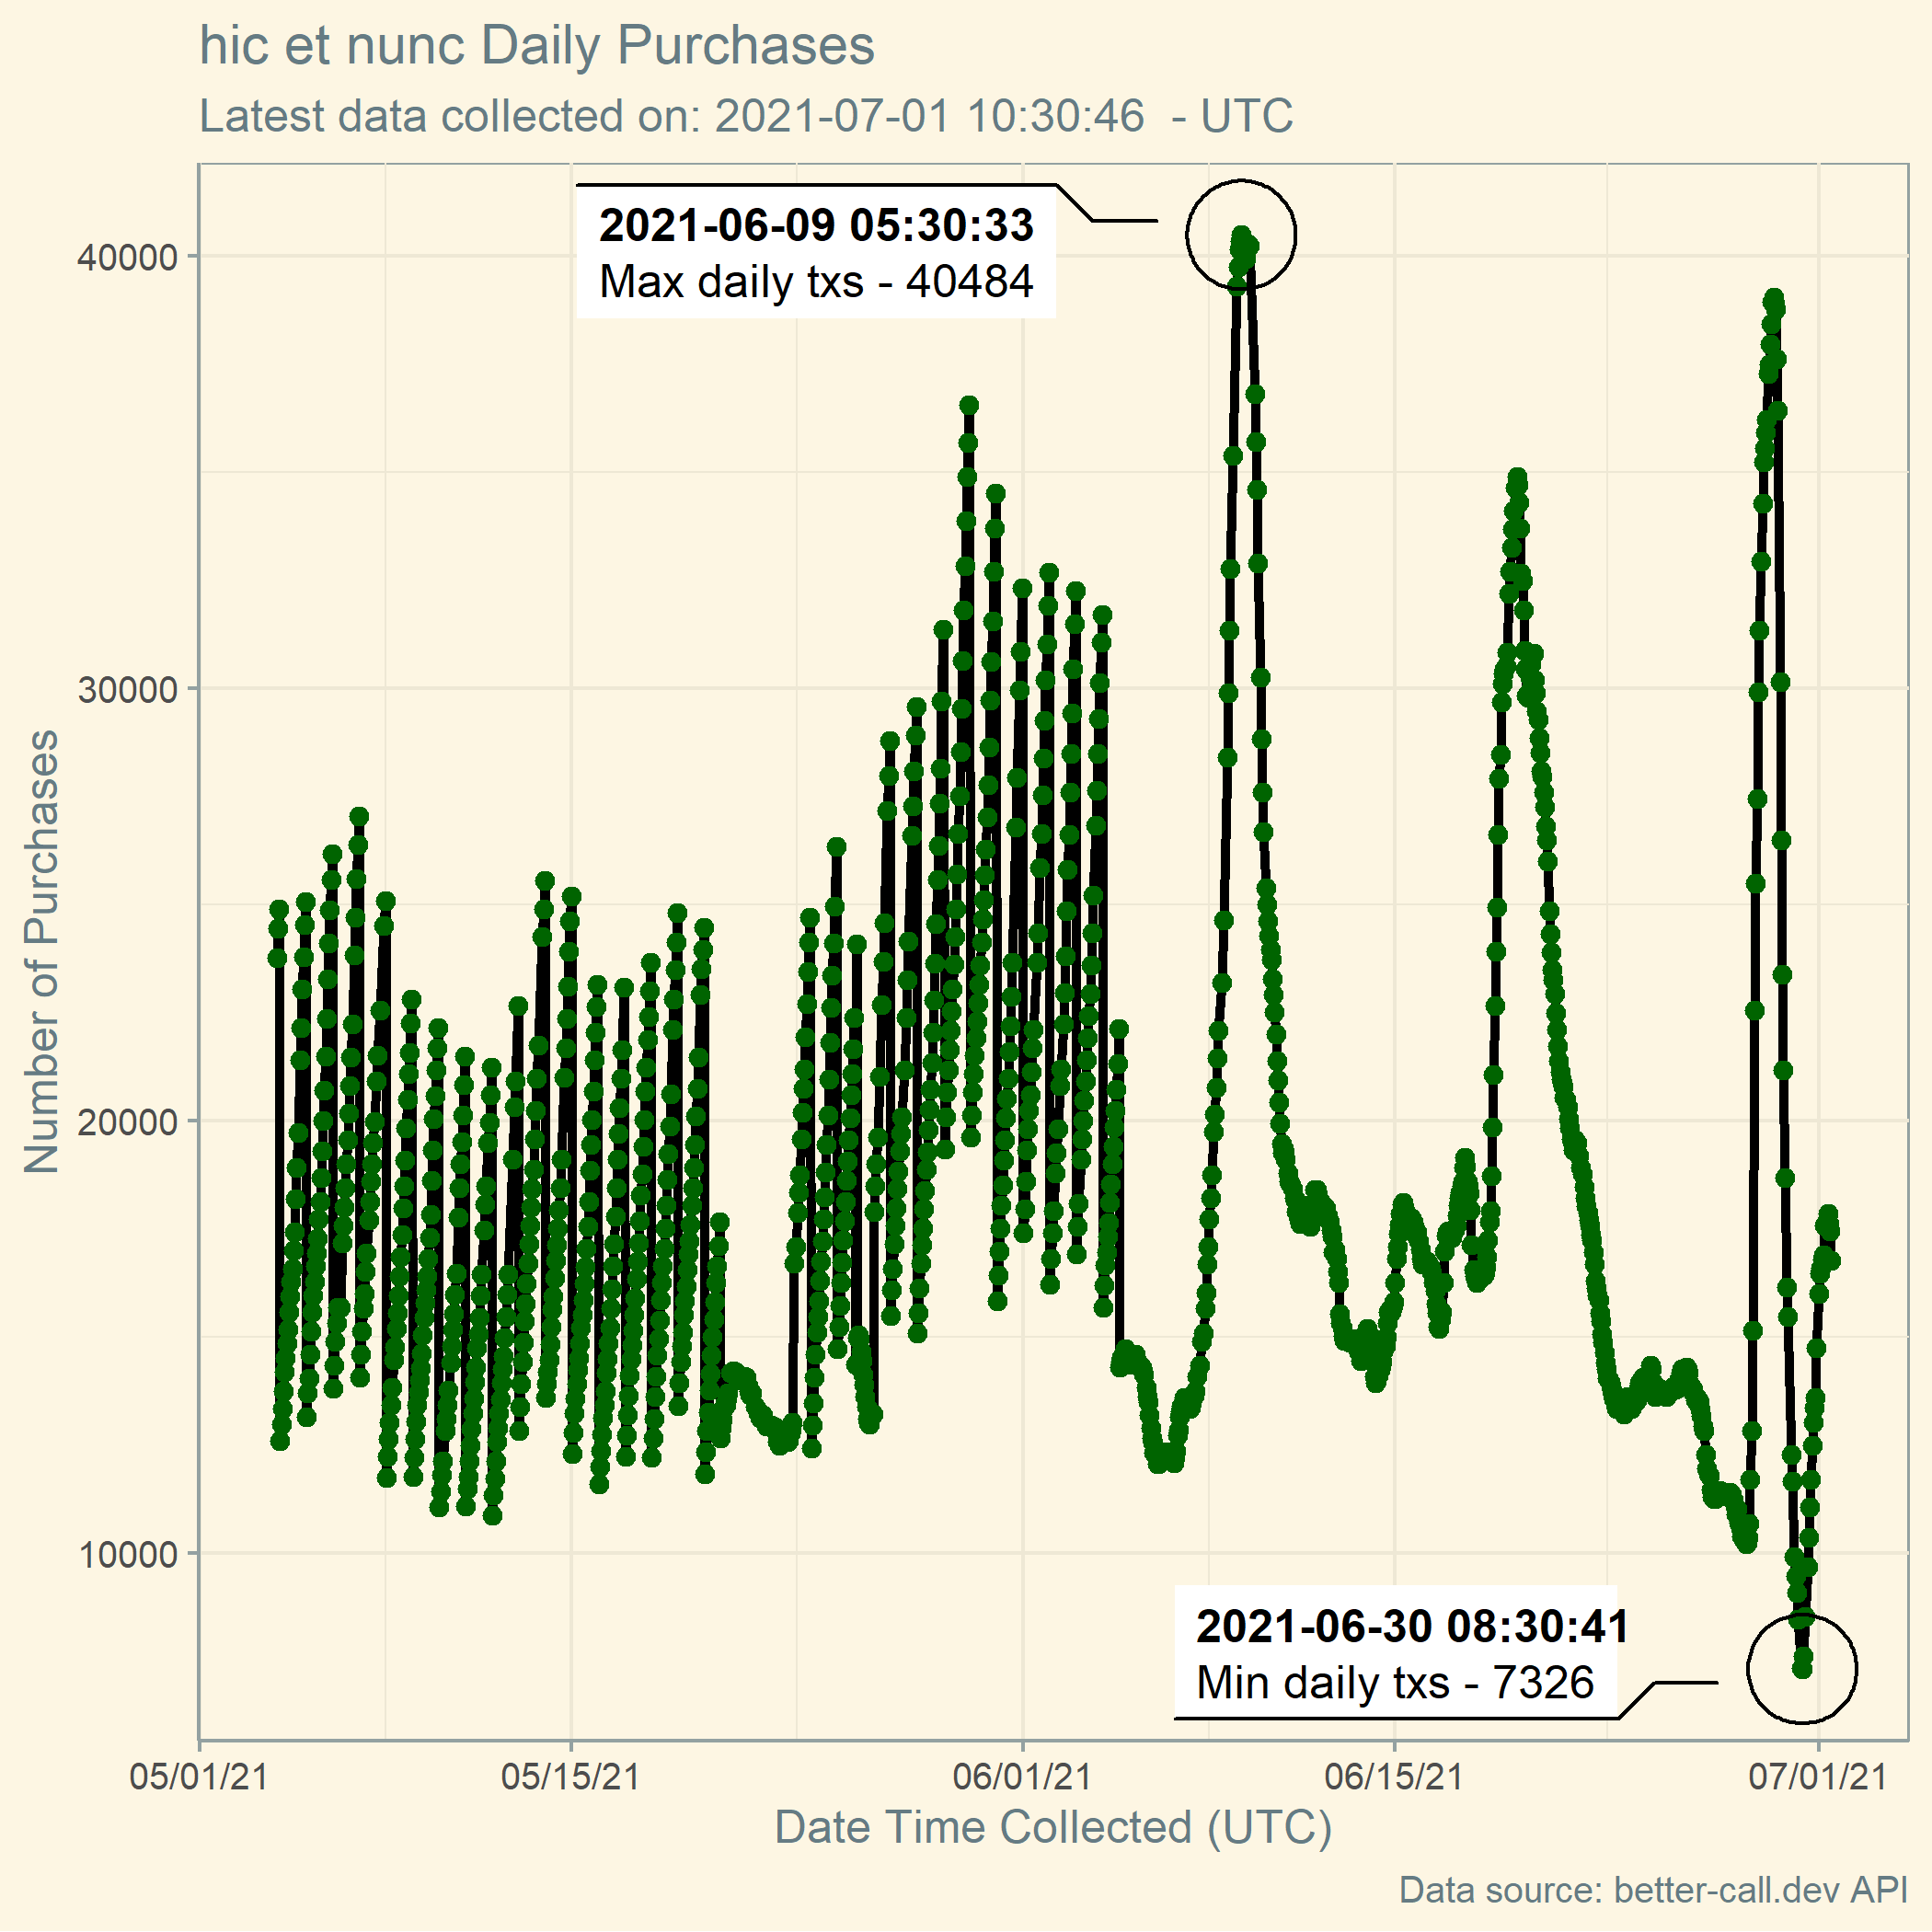 hic et nunc Daily Purchases
Latest data collected on: 2021-07-01 10:30:46  - UTC
2021-06-09 05:30:33
Max daily txs - 40484
40000
30000
20000
10000
Number of Purchases
2021-06-30 08:30:41
Min daily txs - 7326
05/01/21
05/15/21
06/01/21
06/15/21
07/01/21
Date Time Collected (UTC)
Data source: better-call.dev API